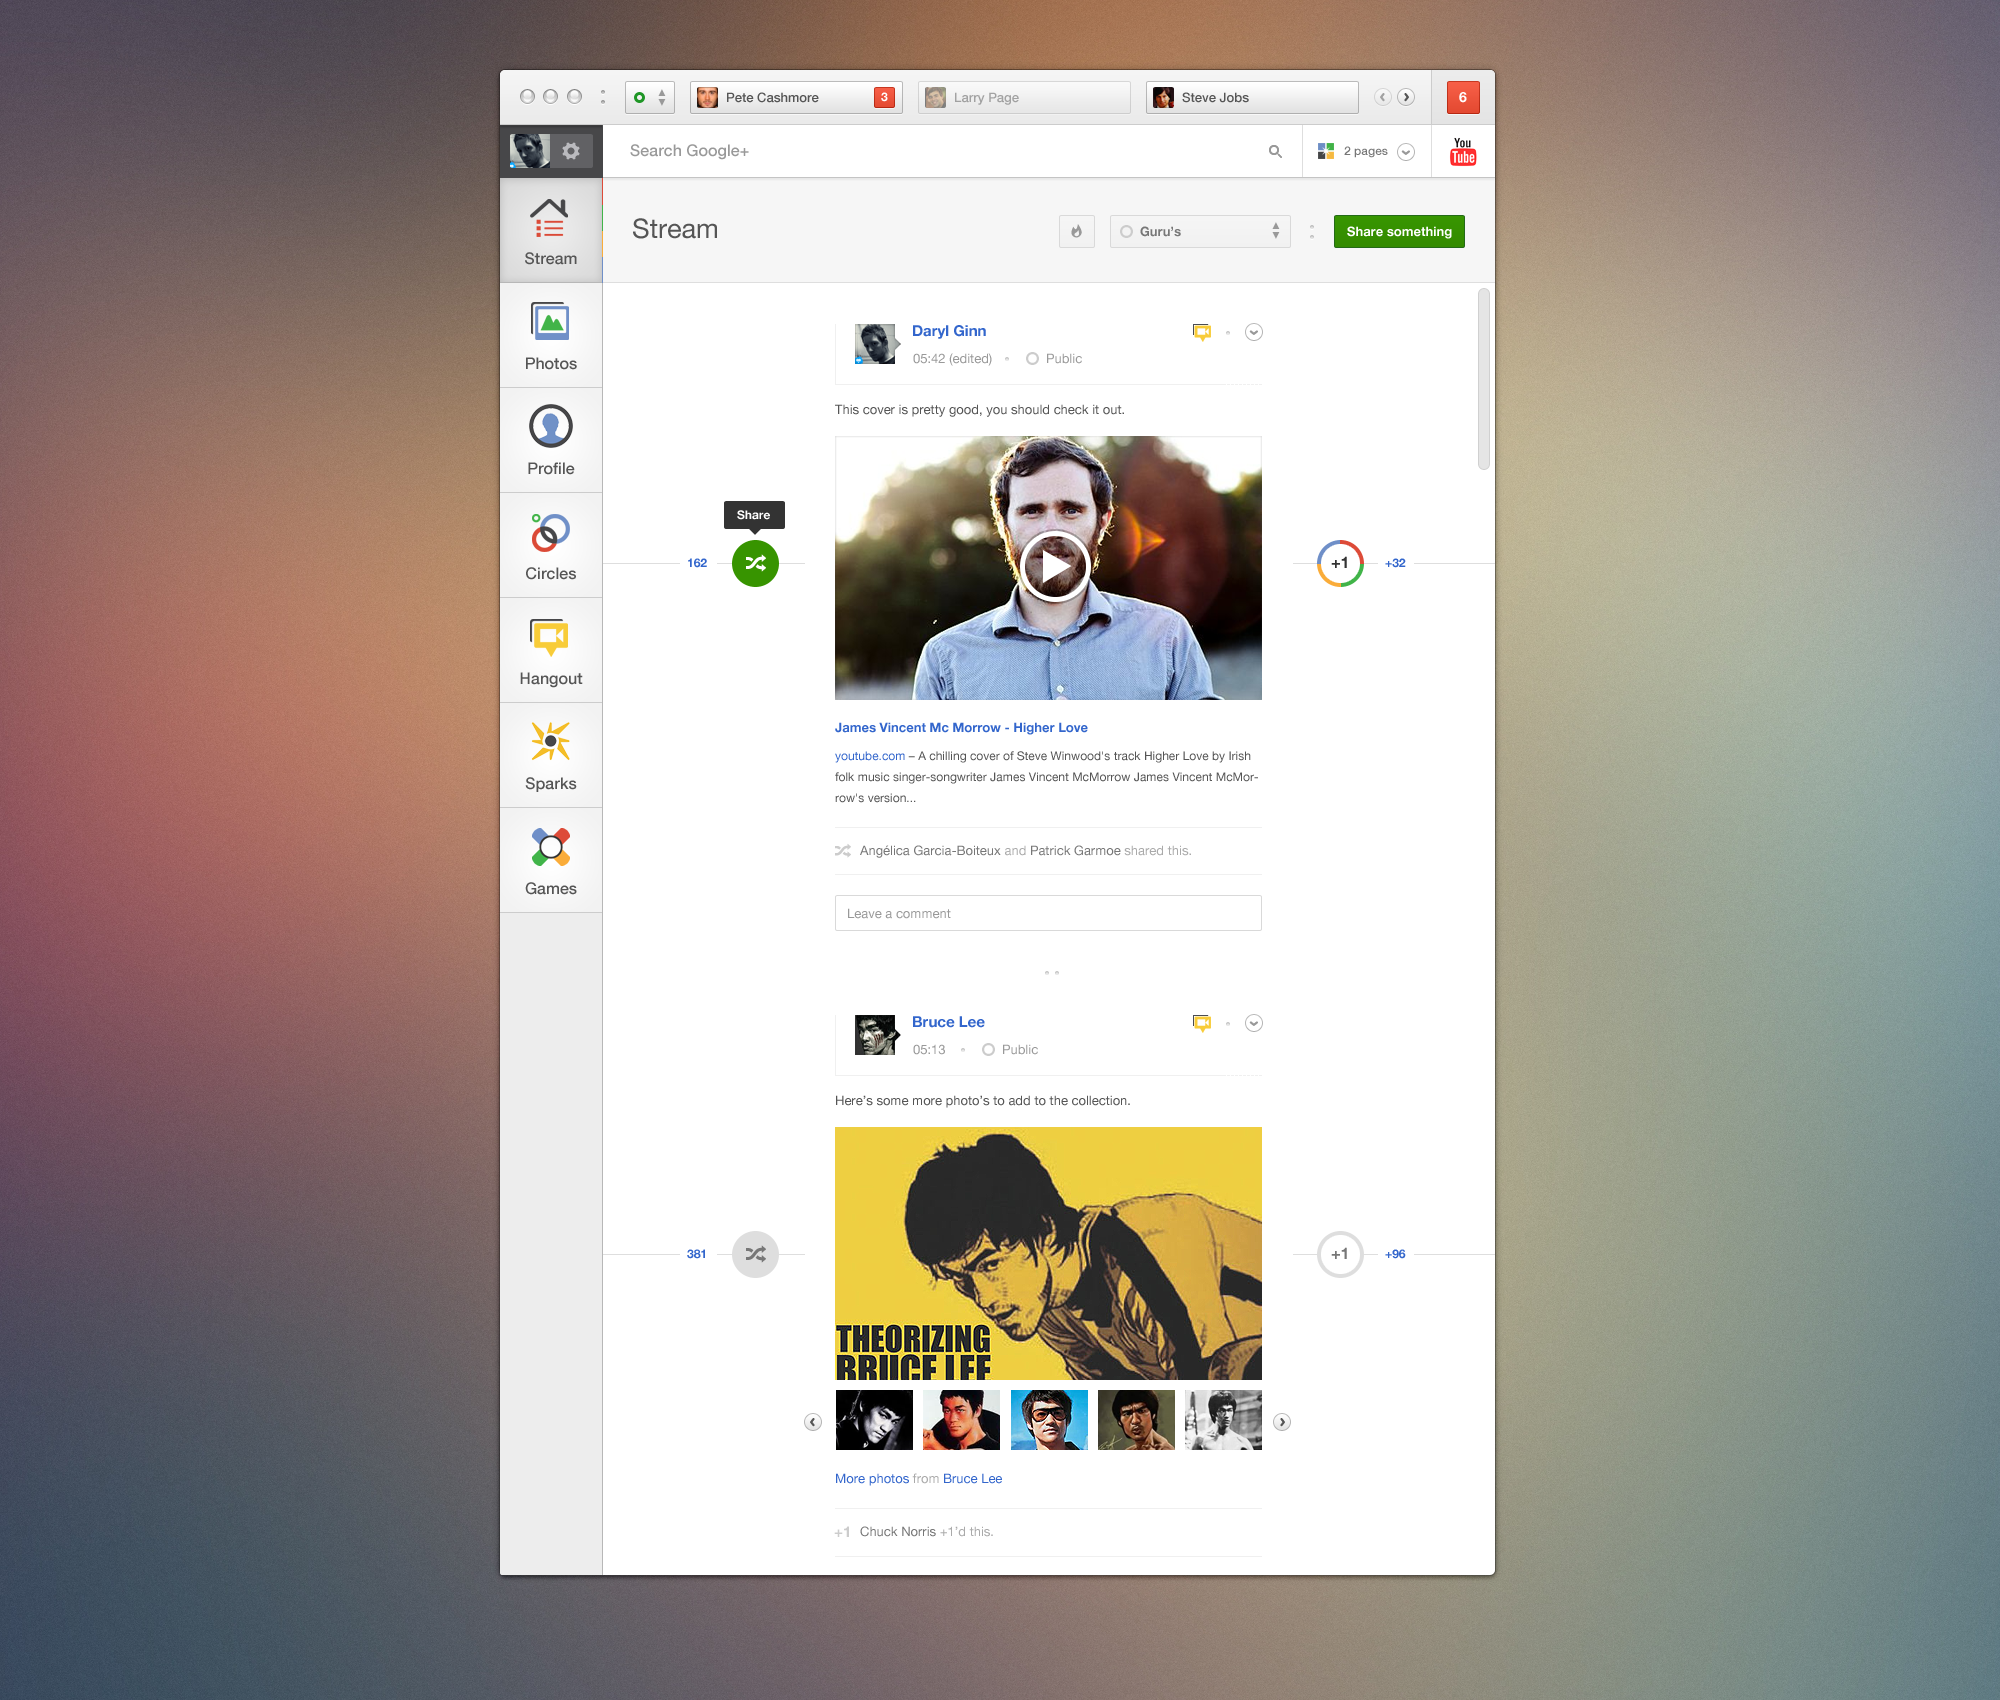 Pete Cashmore
3
Larry Page
Steve Jobs
6
Search Google+
2 pages
You
Tube
Stream
Guru's
Share something
Stream
Photos
Profile
Circles
Hangout
Sparks
Games
Daryl Ginn
05:42 (edited)
Public
This cover is pretty good, you should check it out.
Share
162
+1
+32
James Vincent Mc Morrow - Higher Love
youtube.com – A chilling cover of Steve Winwood's track Higher Love by Irish
folk music singer-songwriter James Vincent McMorrow James Vincent McMor-
row's version...
Angélica Garcia-Boiteux and Patrick Garmoe shared this.
Leave a comment
Bruce Lee
05:13
Public
Here's some more photo's to add to the collection.
381
+1
+96
THEORIZING
BRUCE LEE
More photos from Bruce Lee
+1 Chuck Norris +1'd this.